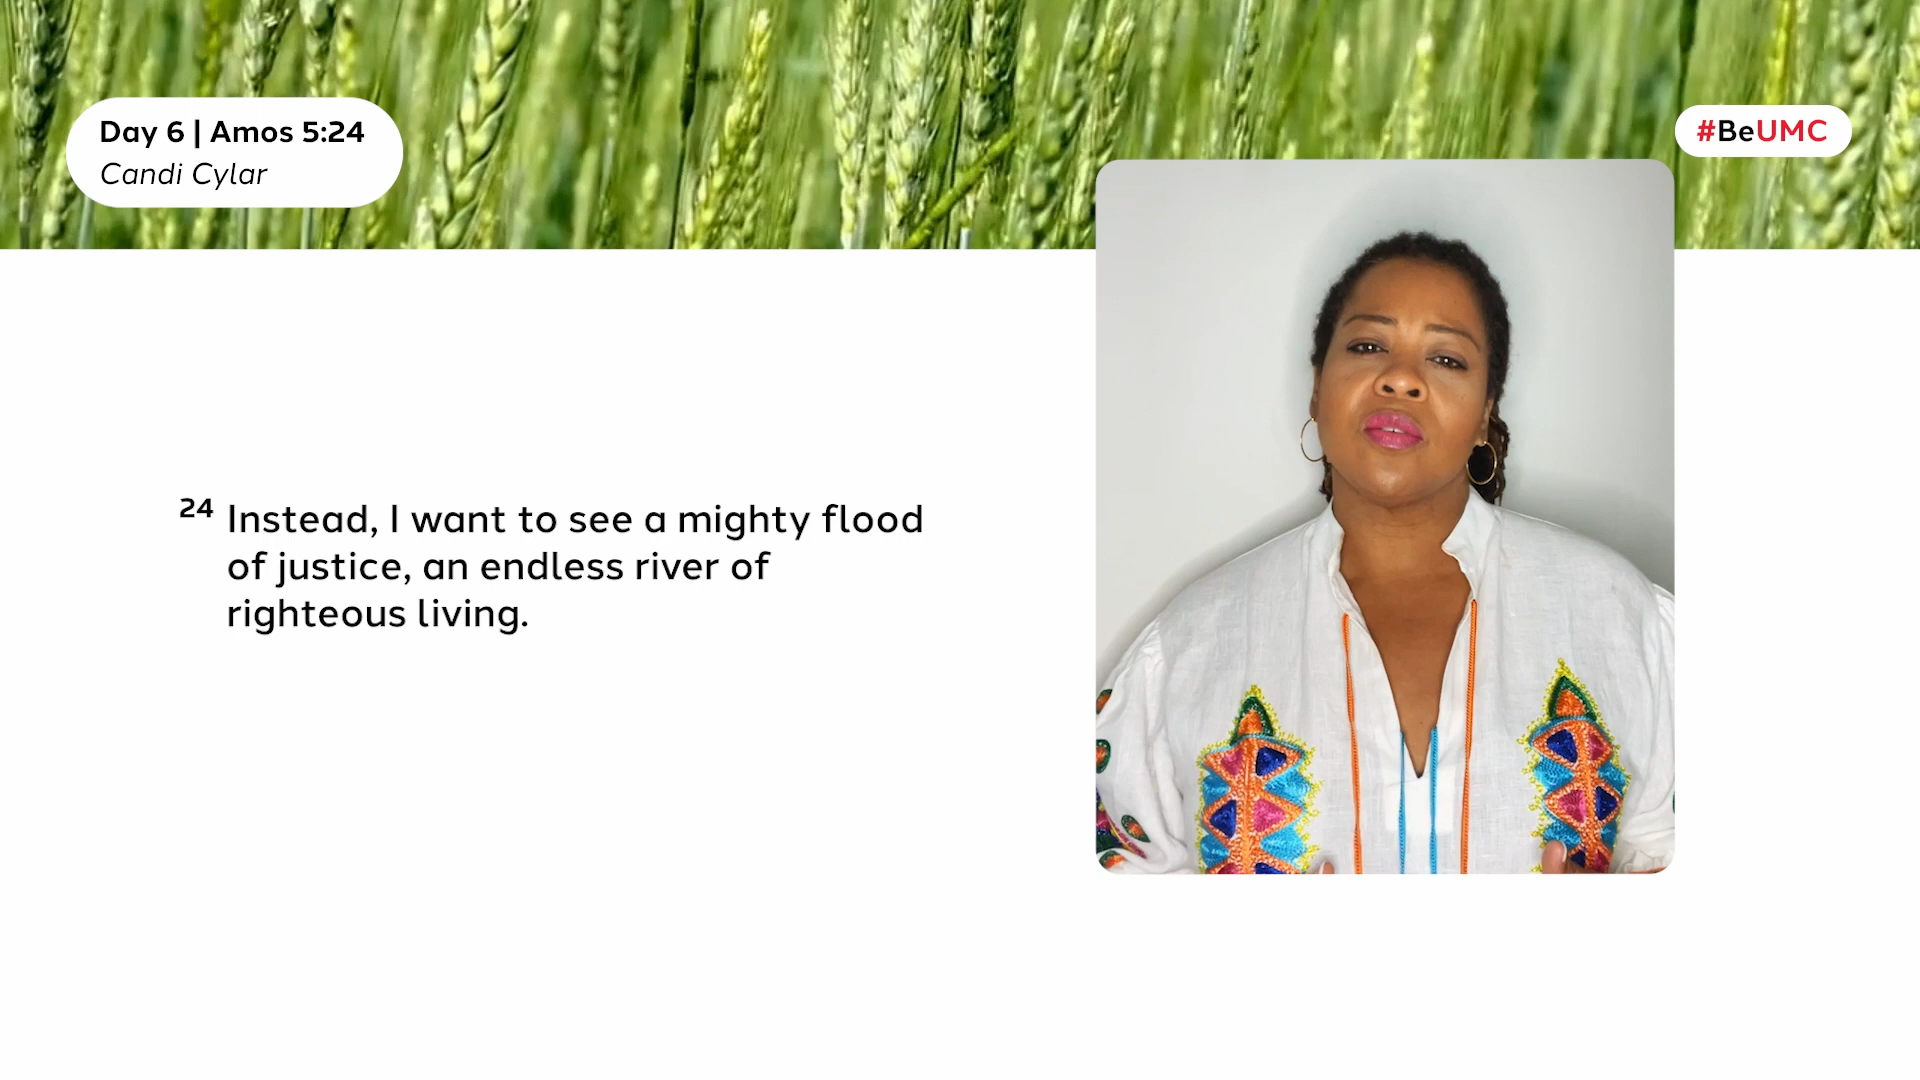 Day 6 | Amos 5:24
Candi Cylar
#BeUMC
24 Instead, I want to see a mighty flood
of justice, an endless river of
righteous living.